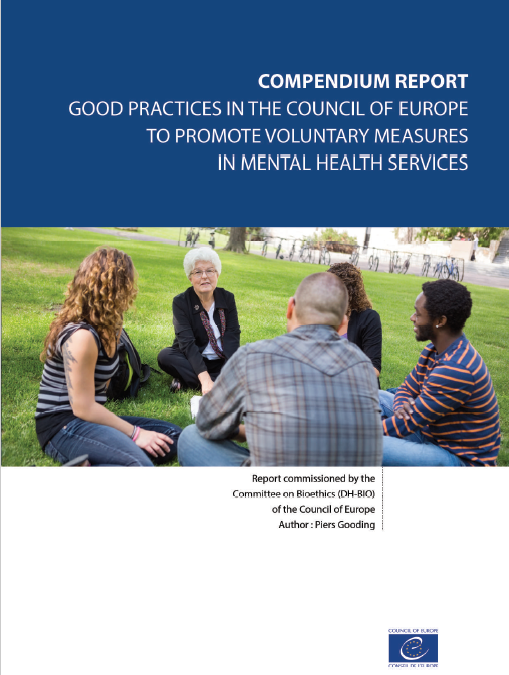 COMPENDIUM REPORT
GOOD PRACTICES IN THE COUNCIL OF EUROPE
TO PROMOTE VOLUNTARY MEASURES
IN MENTAL HEALTH SERVICES
Report commissioned by the
Committee on Bioethics (DH-BIO)
of the Council of Europe
Author : Piers Gooding
COUNCIL OF EUROPE
CONSEIL DE L'EUROPE